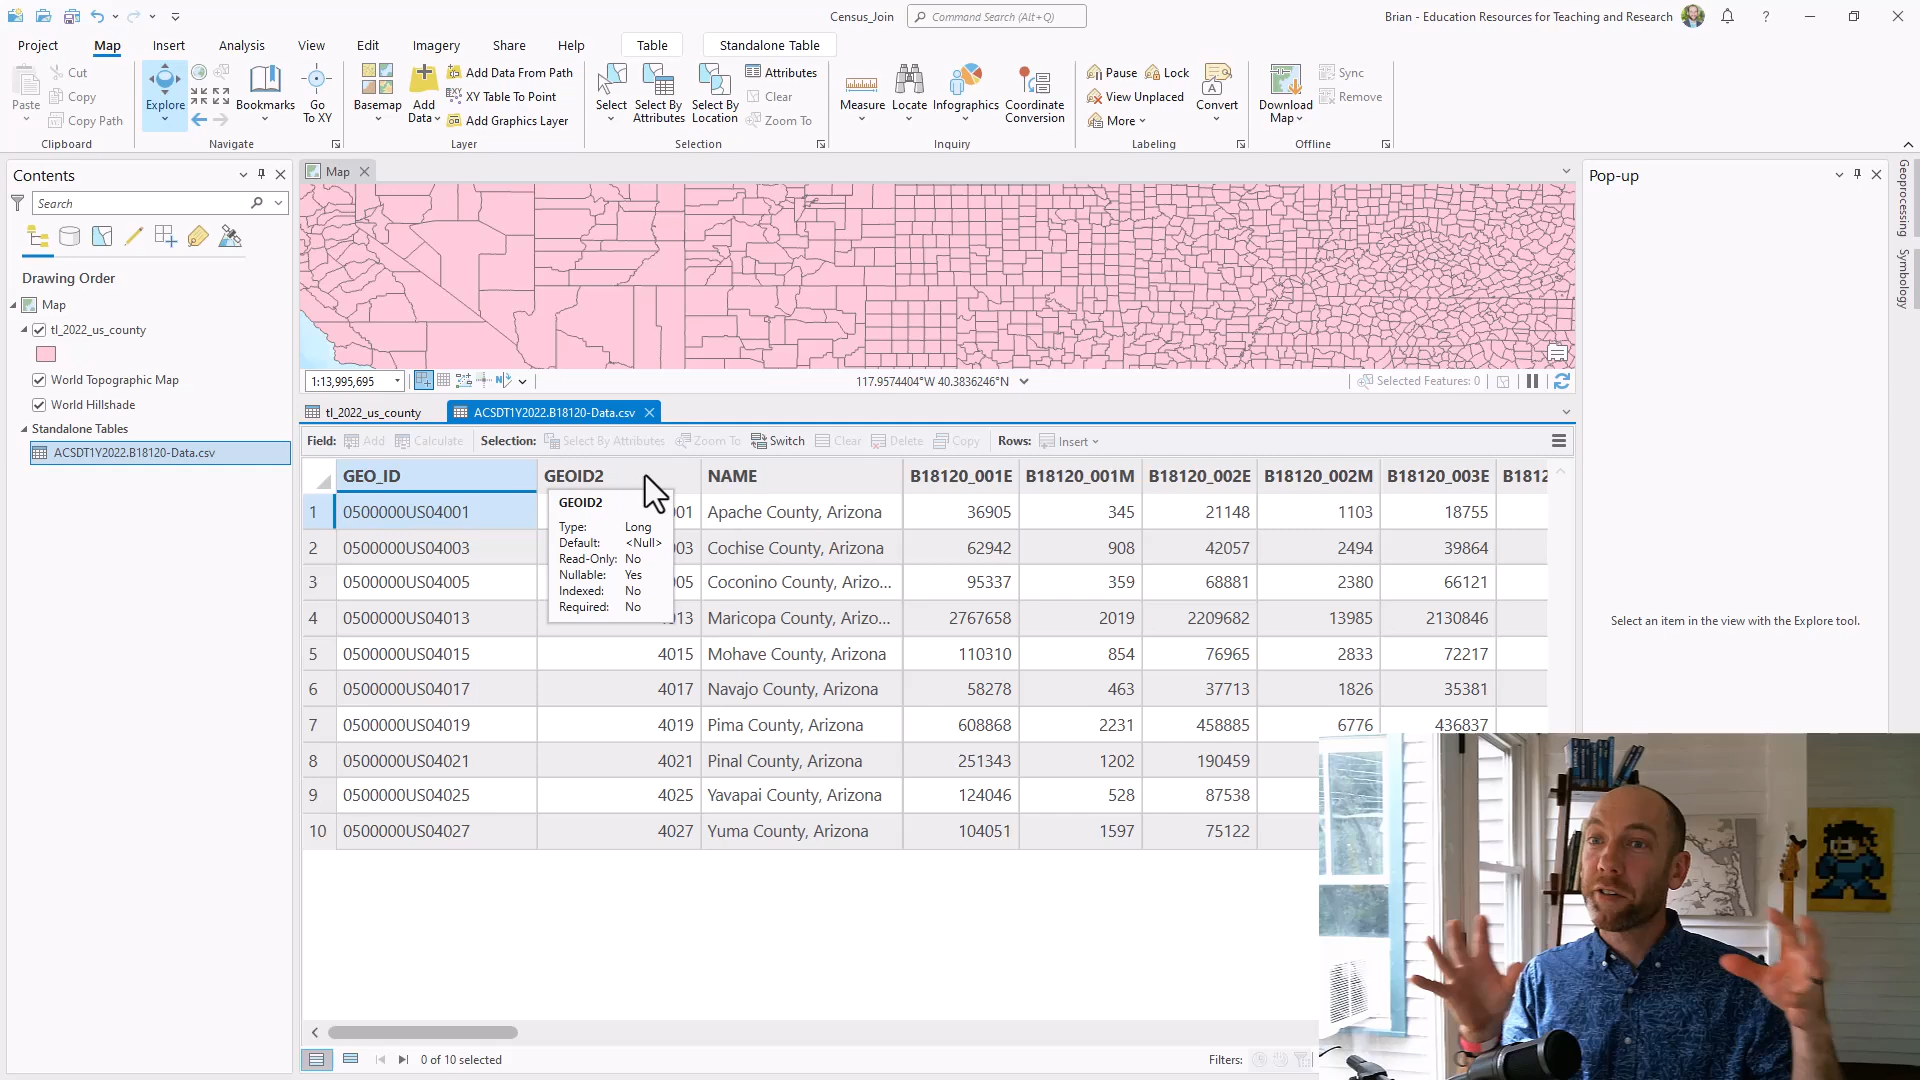 Census_Join
Command Search (Alt+Q)
Brian - Education Resources for Teaching and Research
?
Project Map Insert Analysis View Edit Imagery Share Help Table Standalone Table
Paste
Cut
Copy
Copy Path
Clipboard
Explore
Bookmarks
Go To XY
Navigate
Basemap
Add Data
Add Data From Path
XY Table To Point
Add Graphics Layer
Layer
Select
Select By Attributes
Select By Location
Attributes
Clear
Zoom To
Selection
Measure
Locate
Infographics
Coordinate Conversion
Inquiry
Pause
Lock
View Unplaced
More
Convert
Labeling
Download Map
Sync
Remove
Offline
Contents
Search
Drawing Order
Map
tl_2022_us_county
World Topographic Map
World Hillshade
Standalone Tables
ACSDT1Y2022.B18120-Data.csv
Map
1:13,995,695
117.9574404°W 40.3836246°N
Selected Features: 0
tl_2022_us_county
ACSDT1Y2022.B18120-Data.csv
Field: Add Calculate Selection: Select By Attributes Zoom To Switch Clear Delete Copy Rows: Insert
GEO_ID GEOID2 NAME B18120_001E B18120_001M B18120_002E B18120_002M B18120_003E B1812
1 0500000US04001 001 Apache County, Arizona 36905 345 21148 1103 18755
2 0500000US04003 003 Cochise County, Arizona 62942 908 42057 2494 39864
3 0500000US04005 005 Coconino County, Arizo... 95337 359 68881 2380 66121
4 0500000US04013 013 Maricopa County, Arizo... 2767658 2019 2209682 13985 2130846
5 0500000US04015 4015 Mohave County, Arizona 110310 854 76965 2833 72217
6 0500000US04017 4017 Navajo County, Arizona 58278 463 37713 1826 35381
7 0500000US04019 4019 Pima County, Arizona 608868 2231 458885 6776 436837
8 0500000US04021 4021 Pinal County, Arizona 251343 1202 190459
9 0500000US04025 4025 Yavapai County, Arizona 124046 528 87538
10 0500000US04027 4027 Yuma County, Arizona 104051 1597 75122
GEOID2
Type: Long
Default: <Null>
Read-Only: No
Nullable: Yes
Indexed: No
Required: No
0 of 10 selected
Filters:
Pop-up
Select an item in the view with the Explore tool.
Geoprocessing
Symbology